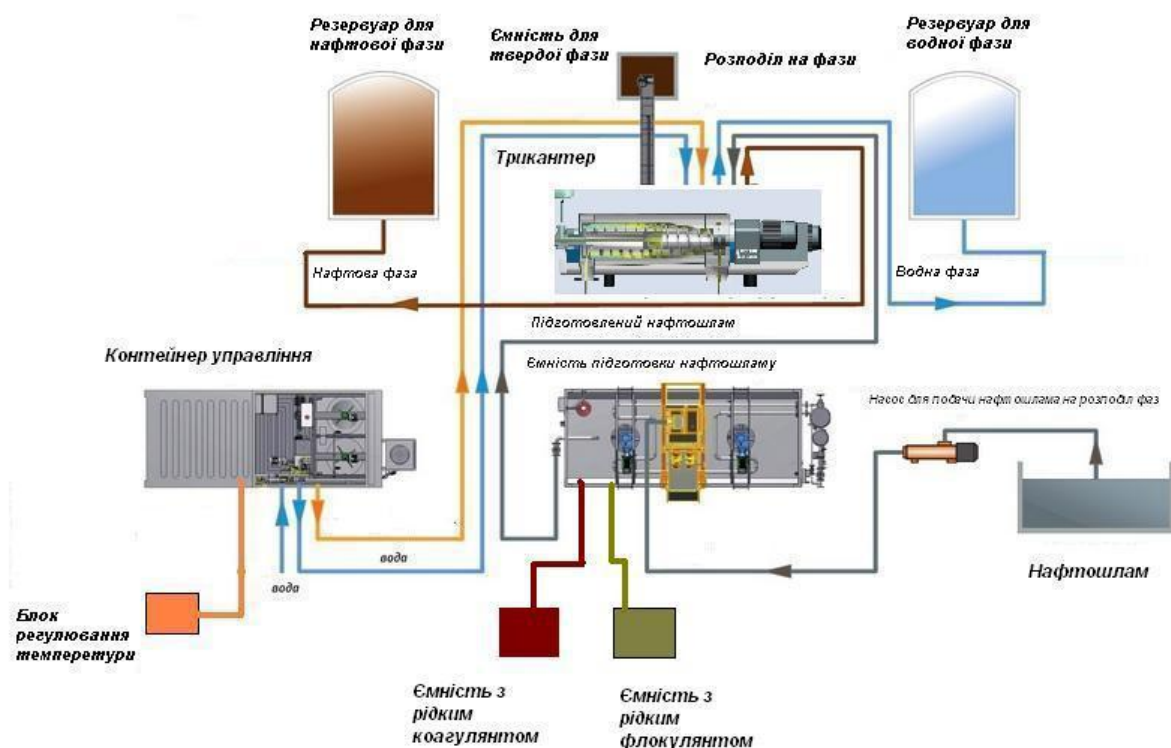 Резервуар для
нафтової фази
Ємність для
твердої фази
Розподіл на фази
Резервуар для
водної фази
Трикантер
Нафтова фаза
Водна фаза
Підготовлений нафтошлам
Контейнер управління
Ємність підготовки нафтошламу
Насос для подачи нафтошлама на розподіл фаз
вода
вода
Нафтошлам
Блок
регулювання
темперетури
Ємність з
рідким
коагулянтом
Ємність з
рідким
флокулянтом